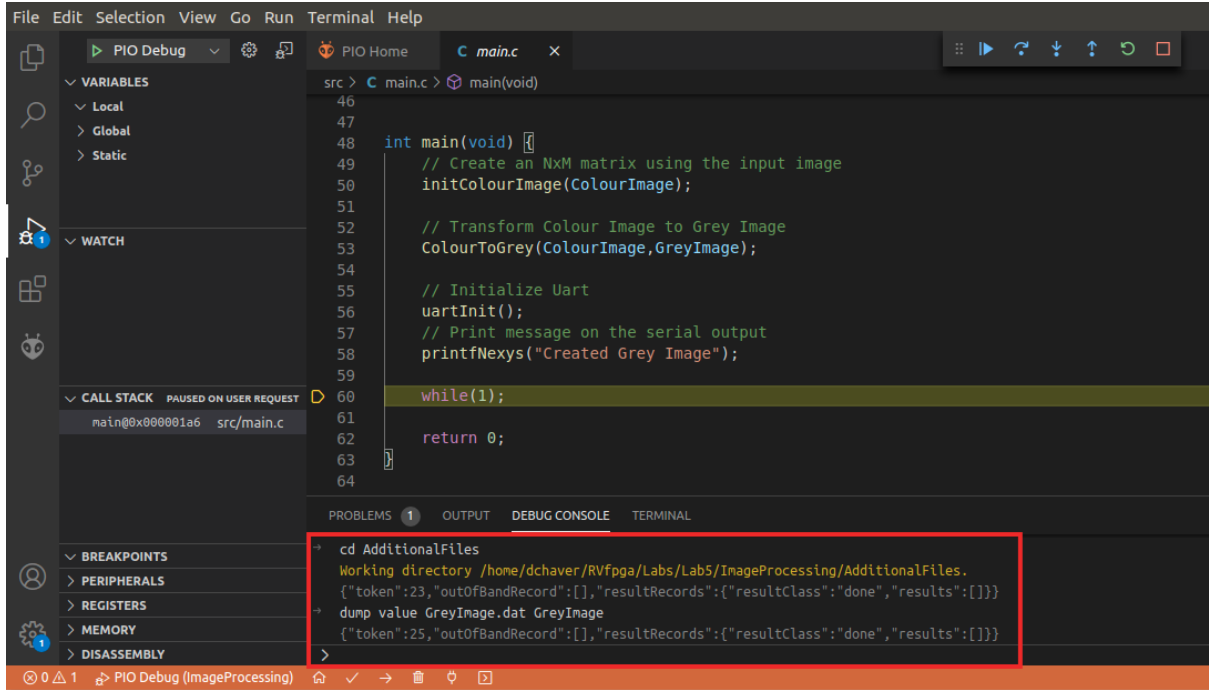 File Edit Selection View Go Run Terminal Help
PIO Debug
PIO Home
main.c
VARIABLES
Local
Global
Static
WATCH
CALL STACK PAUSED ON USER REQUEST
main@0x000001a6 src/main.c
BREAKPOINTS
PERIPHERALS
REGISTERS
MEMORY
DISASSEMBLY
src > C main.c > main(void)
46
47
48 int main(void) {
49 // Create an NxM matrix using the input image
50 initColourImage(ColourImage);
51
52 // Transform Colour Image to Grey Image
53 ColourToGrey(ColourImage,GreyImage);
54
55 // Initialize Uart
56 uartInit();
57 // Print message on the serial output
58 printfNexys("Created Grey Image");
59
60 while(1);
61
62 return 0;
63 }
64
PROBLEMS 1 OUTPUT DEBUG CONSOLE TERMINAL
cd AdditionalFiles
Working directory /home/dchaver/RVfpga/Labs/Lab5/ImageProcessing/AdditionalFiles.
{"token":23,"outOfBandRecord":[],"resultRecords":{"resultClass":"done","results":[]}}
dump value GreyImage.dat GreyImage
{"token":25,"outOfBandRecord":[],"resultRecords":{"resultClass":"done","results":[]}}
>
1
1
0 1 PIO Debug (ImageProcessing)